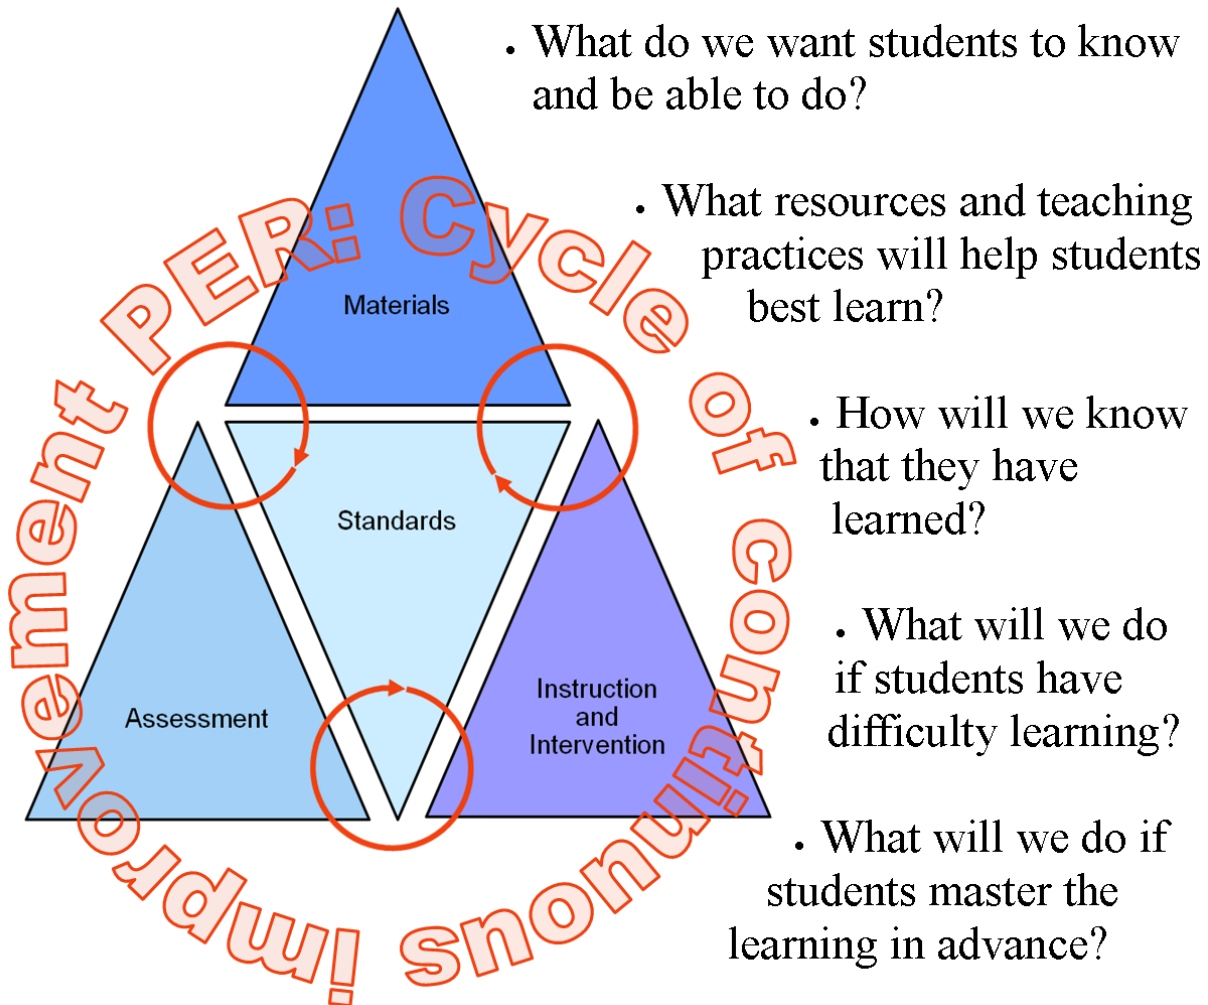 PER: Cycle of continuous improvement
Materials
Standards
Assessment
Instruction
and
Intervention
• What do we want students to know
and be able to do?
• What resources and teaching
practices will help students
best learn?
• How will we know
that they have
learned?
• What will we do
if students have
difficulty learning?
• What will we do if
students master the
learning in advance?